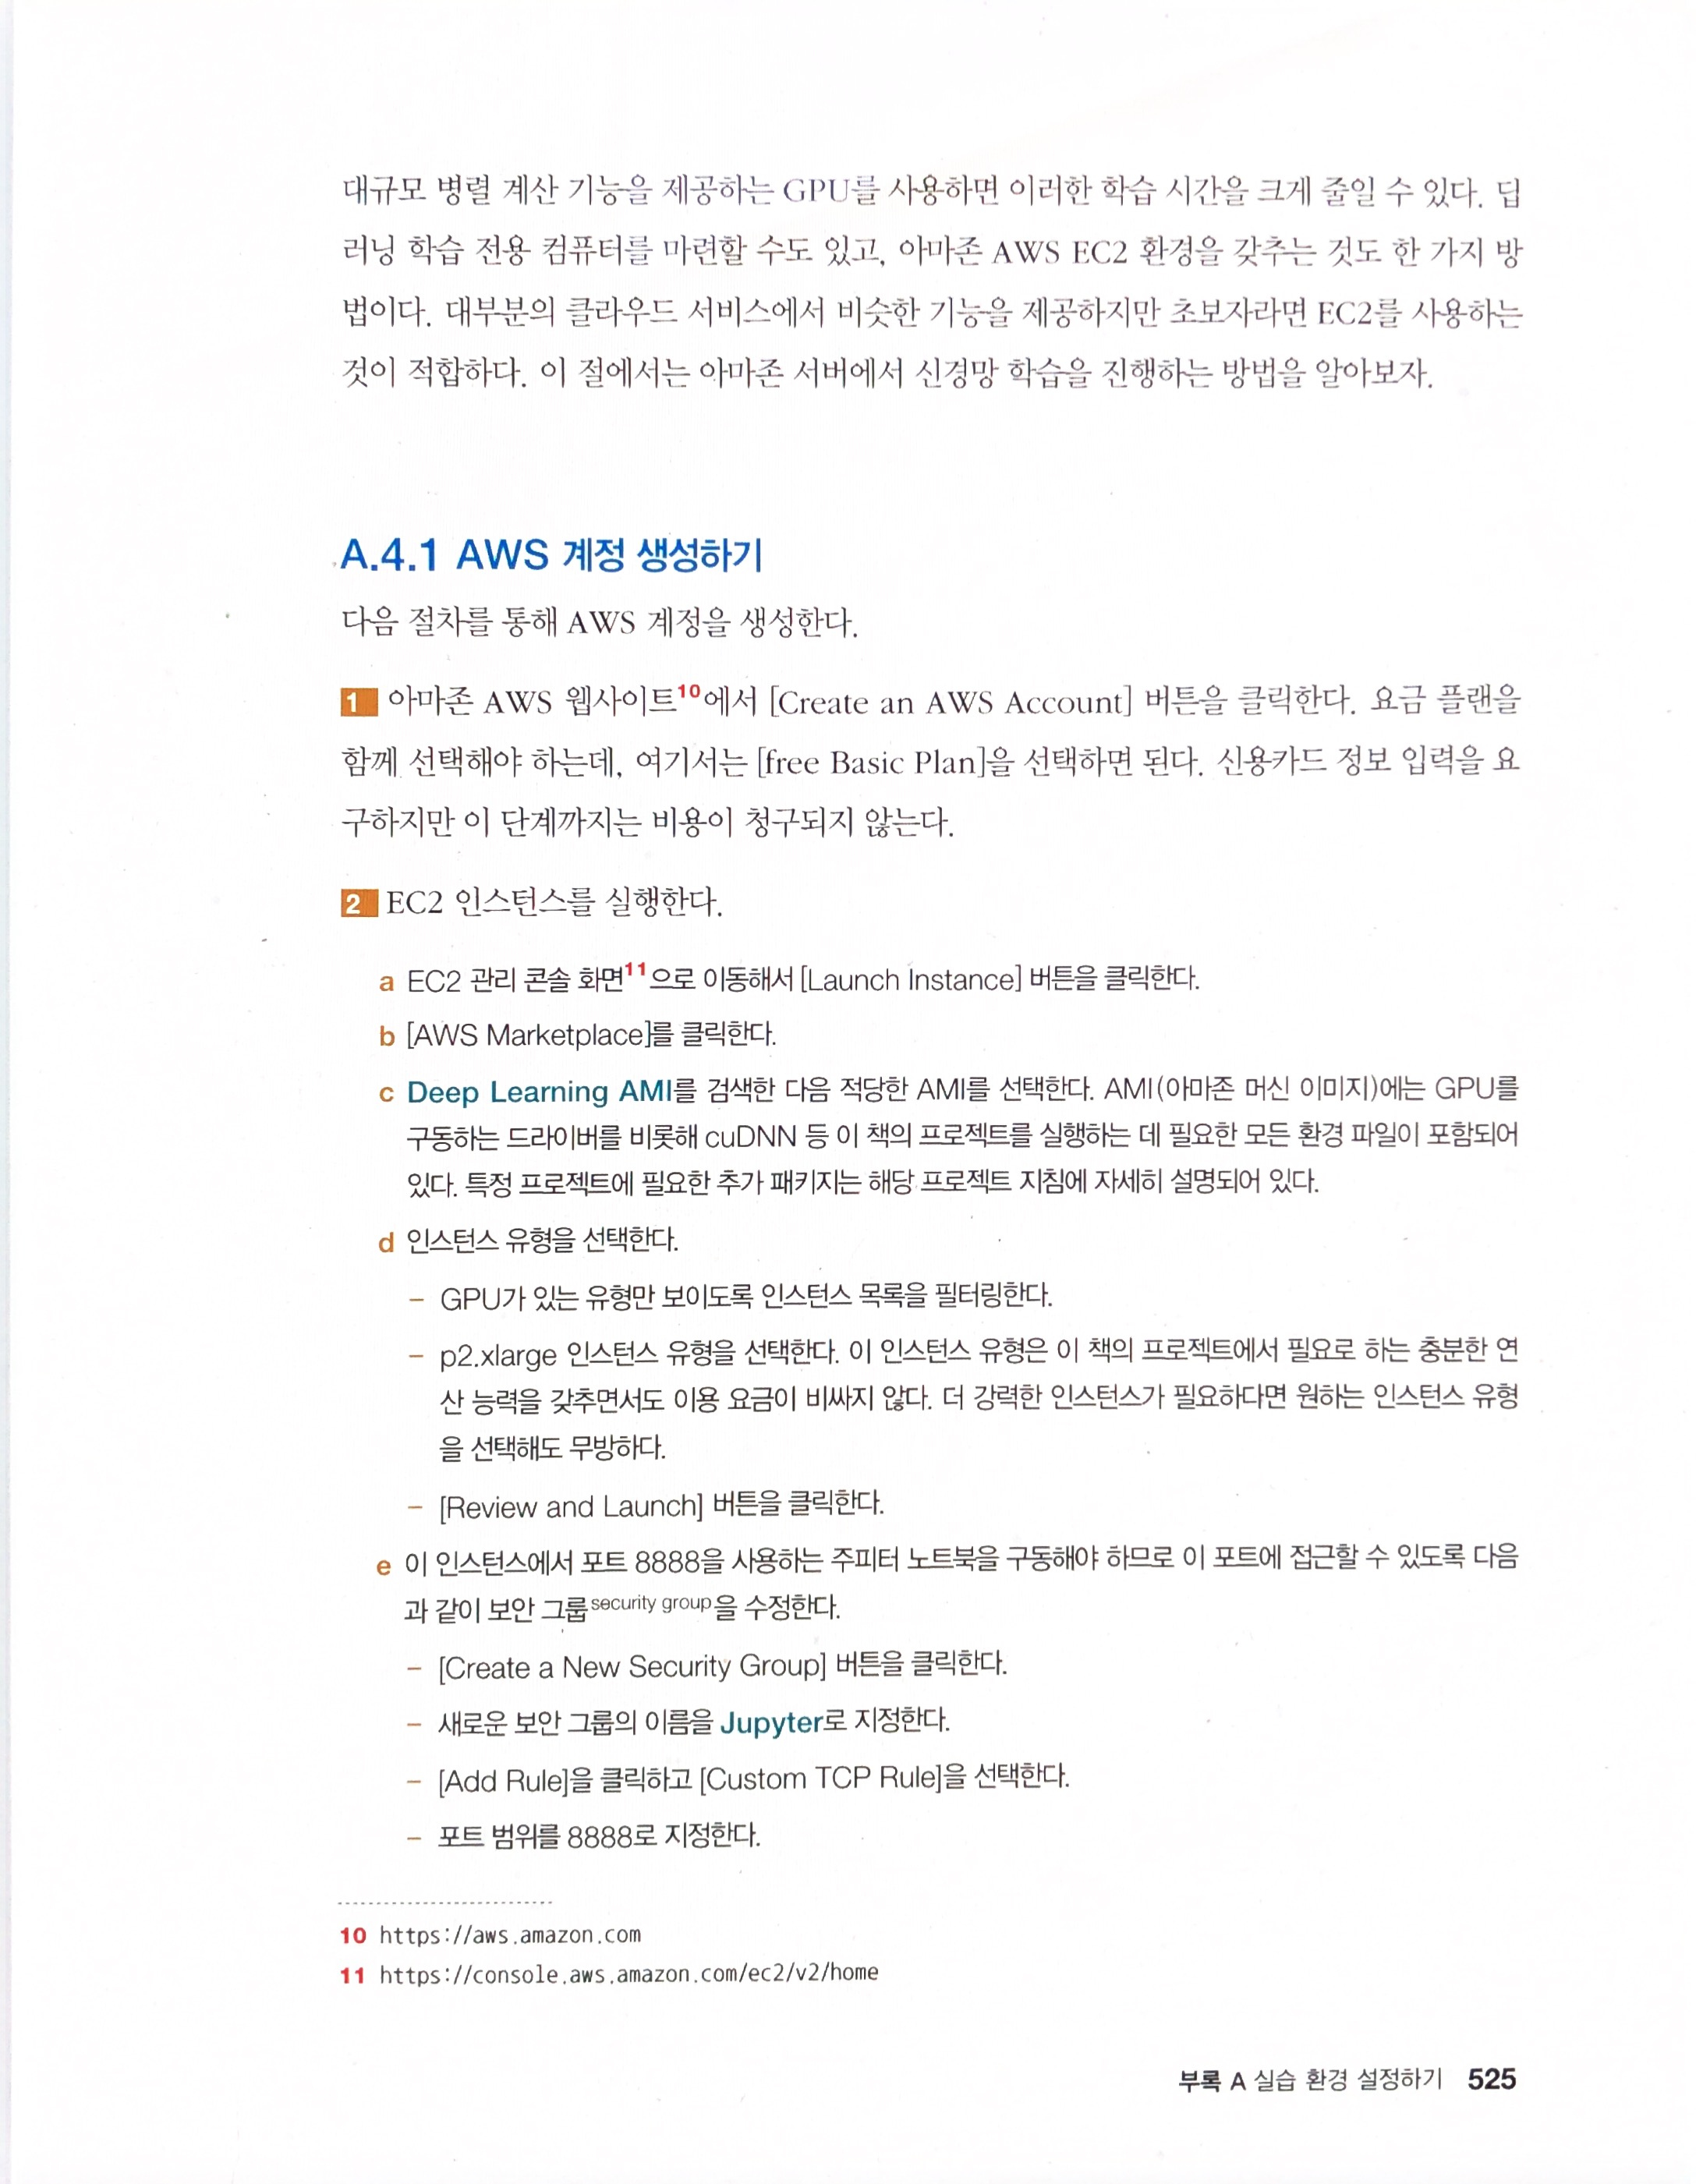 대규모 병렬 계산 기능을 제공하는 GPU를 사용하면 이러한 학습 시간을 크게 줄일 수 있다. 딥
러닝 학습 전용 컴퓨터를 마련할 수도 있고, 아마존 AWS EC2 환경을 갖추는 것도 한 가지 방
법이다. 대부분의 클라우드 서비스에서 비슷한 기능을 제공하지만 초보자라면 EC2를 사용하는
것이 적합하다. 이 절에서는 아마존 서버에서 신경망 학습을 진행하는 방법을 알아보자.
A.4.1 AWS 계정 생성하기
다음 절차를 통해 AWS 계정을 생성한다.
1 아마존 AWS 웹사이트10에서 [Create an AWS Account] 버튼을 클릭한다. 요금 플랜을
함께 선택해야 하는데, 여기서는 [free Basic Plan]을 선택하면 된다. 신용카드 정보 입력을 요
구하지만 이 단계까지는 비용이 청구되지 않는다.
2 EC2 인스턴스를 실행한다.
a EC2 관리 콘솔 화면11으로 이동해서 [Launch Instance] 버튼을 클릭한다.
b [AWS Marketplace]를 클릭한다.
c Deep Learning AMI를 검색한 다음 적당한 AMI를 선택한다. AMI(아마존 머신 이미지)에는 GPU를
구동하는 드라이버를 비롯해 cuDNN 등 이 책의 프로젝트를 실행하는 데 필요한 모든 환경 파일이 포함되어
있다. 특정 프로젝트에 필요한 추가 패키지는 해당 프로젝트 지침에 자세히 설명되어 있다.
d 인스턴스 유형을 선택한다.
– GPU가 있는 유형만 보이도록 인스턴스 목록을 필터링한다.
– p2.xlarge 인스턴스 유형을 선택한다. 이 인스턴스 유형은 이 책의 프로젝트에서 필요로 하는 충분한 연
산 능력을 갖추면서도 이용 요금이 비싸지 않다. 더 강력한 인스턴스가 필요하다면 원하는 인스턴스 유형
을 선택해도 무방하다.
– [Review and Launch] 버튼을 클릭한다.
e 이 인스턴스에서 포트 8888을 사용하는 주피터 노트북을 구동해야 하므로 이 포트에 접근할 수 있도록 다음
과 같이 보안 그룹security group을 수정한다.
– [Create a New Security Group] 버튼을 클릭한다.
– 새로운 보안 그룹의 이름을 Jupyter로 지정한다.
– [Add Rule]을 클릭하고 [Custom TCP Rule]을 선택한다.
– 포트 범위를 8888로 지정한다.
10 https://aws.amazon.com
11 https://console.aws.amazon.com/ec2/v2/home
부록 A 실습 환경 설정하기 525